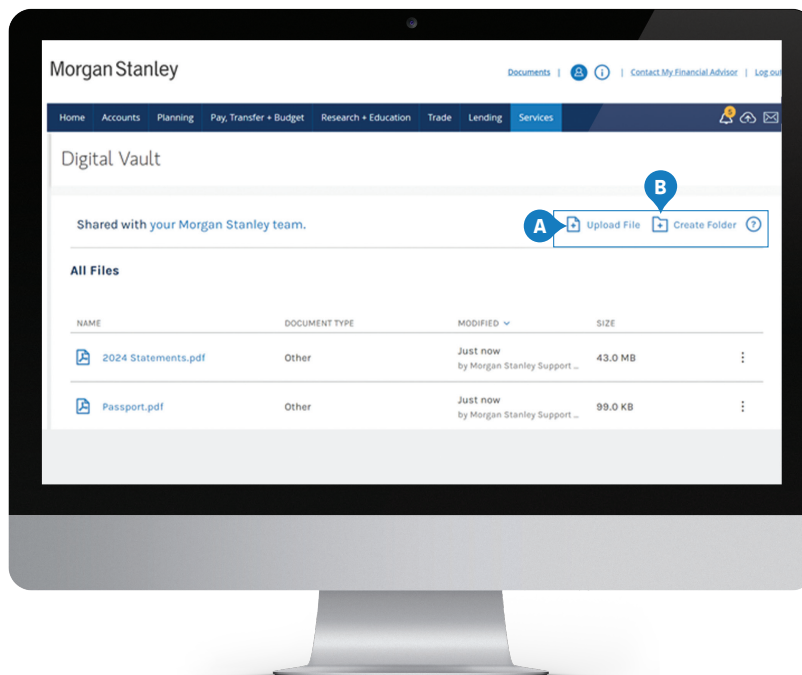 Morgan Stanley
Documents | i | Contact My Financial Advisor | Log out
Home Accounts Planning Pay, Transfer + Budget Research + Education Trade Lending Services 5
Digital Vault
B
Shared with your Morgan Stanley team.
A Upload File Create Folder ?
All Files
NAME DOCUMENT TYPE MODIFIED SIZE
2024 Statements.pdf Other Just now 43.0 MB
by Morgan Stanley Support ...
Passport.pdf Other Just now 99.0 KB
by Morgan Stanley Support ...